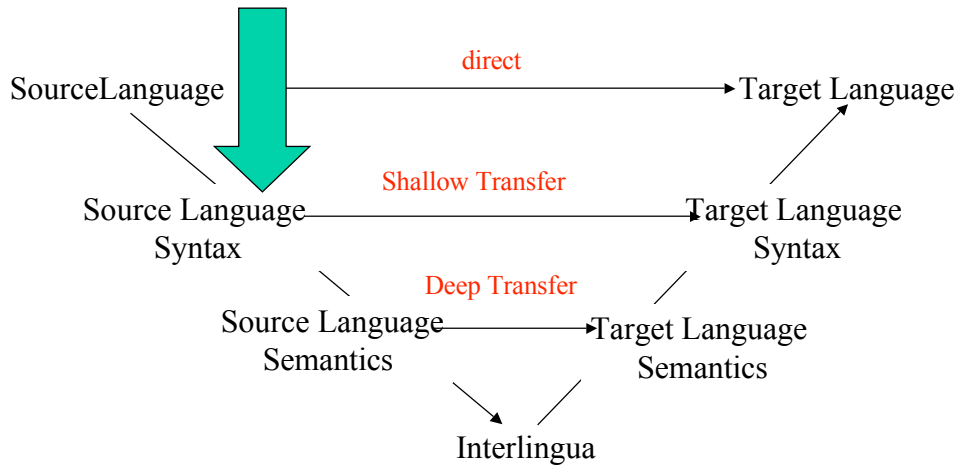 direct
SourceLanguage
Target Language
Shallow Transfer
Source Language
Syntax
Target Language
Syntax
Deep Transfer
Source Language
Semantics
Target Language
Semantics
Interlingua